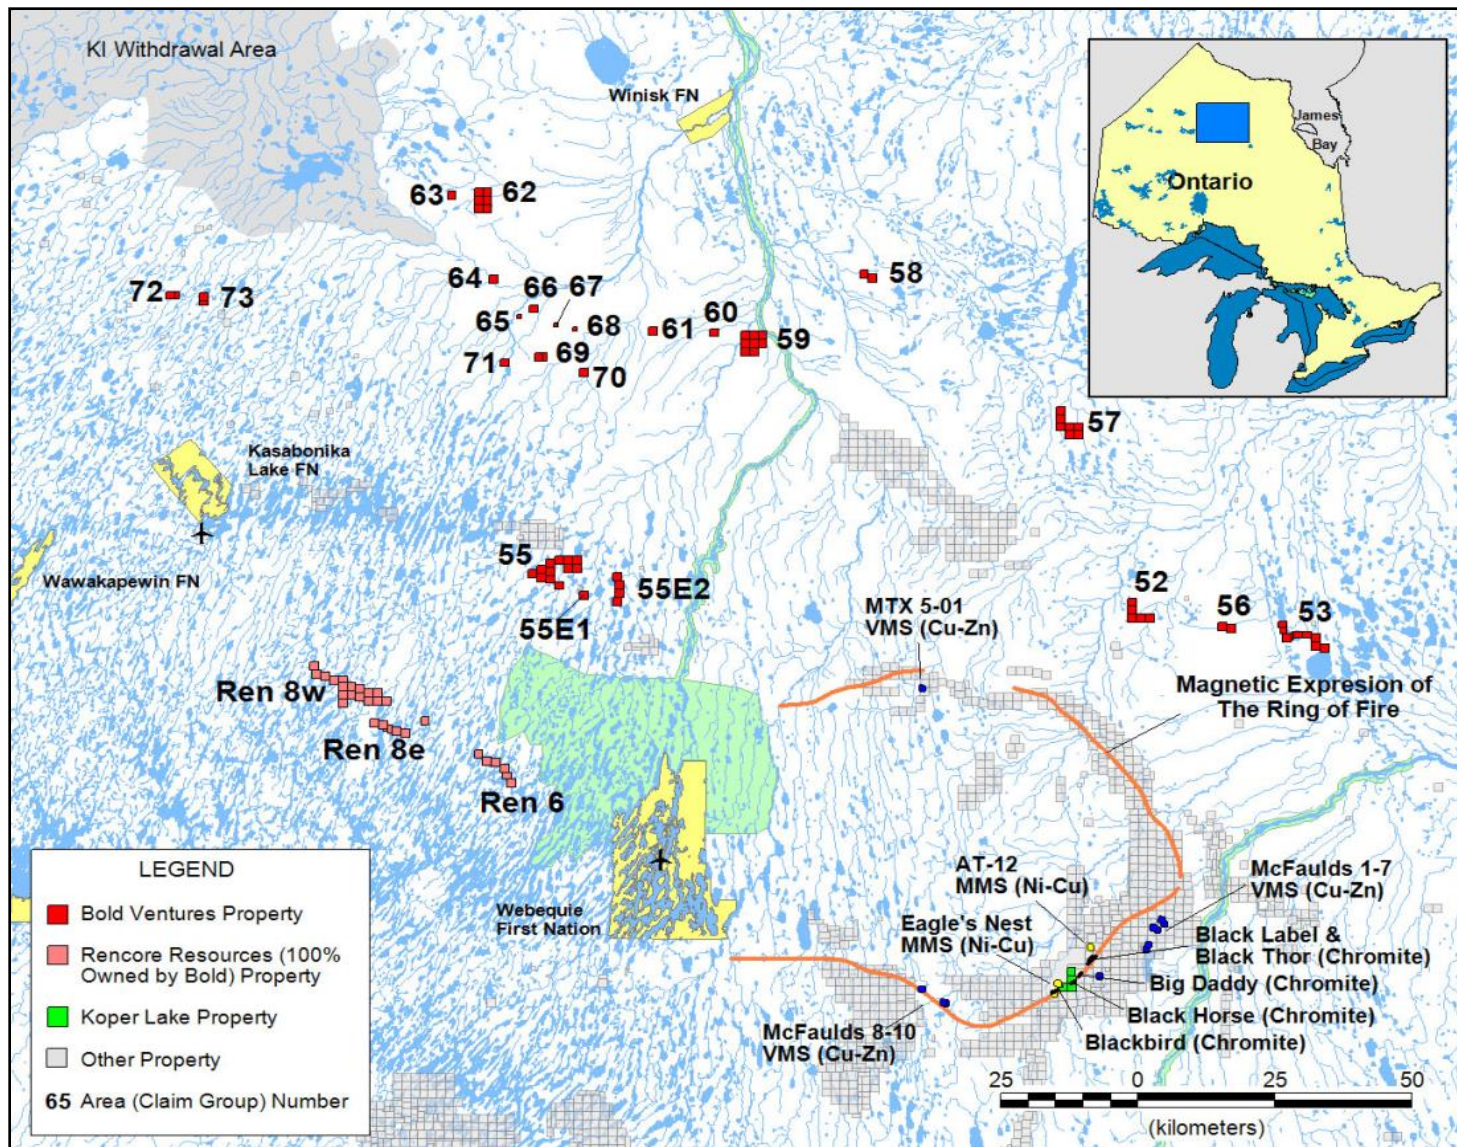 KI Withdrawal Area
Winisk FN
James
Bay
Ontario
63
62
64
66
67
58
72
73
65
68
61
60
59
71
69
70
57
Kasabonika
Lake FN
55
Wawakapewin FN
55E2
55E1
52
56
53
MTX 5-01
VMS (Cu-Zn)
Ren 8w
Magnetic Expresion of
The Ring of Fire
Ren 8e
Ren 6
LEGEND
Bold Ventures Property
Rencore Resources (100%
Owned by Bold) Property
Koper Lake Property
Other Property
65 Area (Claim Group) Number
Webequie
First Nation
AT-12
MMS (Ni-Cu)
McFaulds 1-7
VMS (Cu-Zn)
Eagle's Nest
MMS (Ni-Cu)
Black Label &
Black Thor (Chromite)
Big Daddy (Chromite)
Black Horse (Chromite)
Blackbird (Chromite)
McFaulds 8-10
VMS (Cu-Zn)
25 0 25 50
(kilometers)